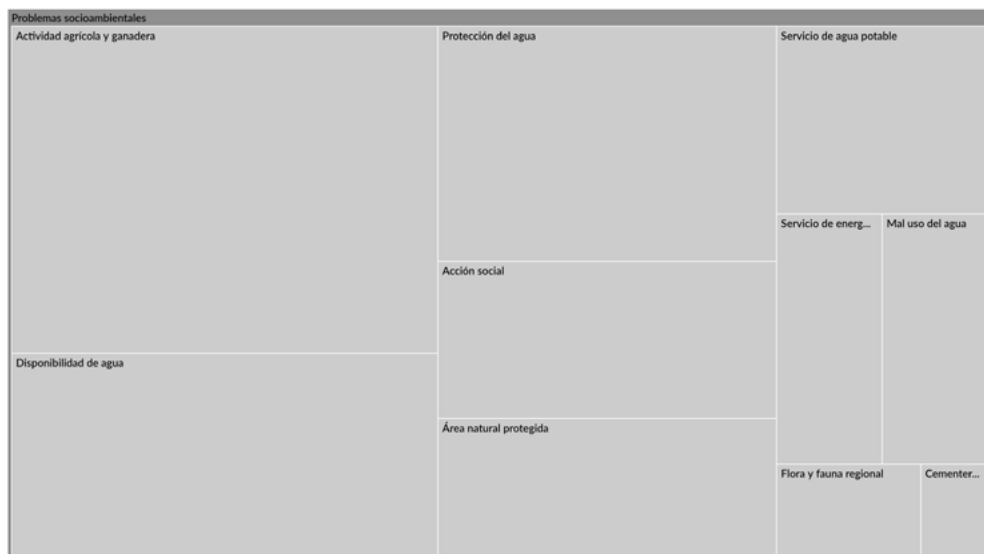 Problemas socioambientales
Actividad agrícola y ganadera
Protección del agua
Servicio de agua potable
Servicio de energ...
Mal uso del agua
Acción social
Disponibilidad de agua
Área natural protegida
Flora y fauna regional
Cementer...